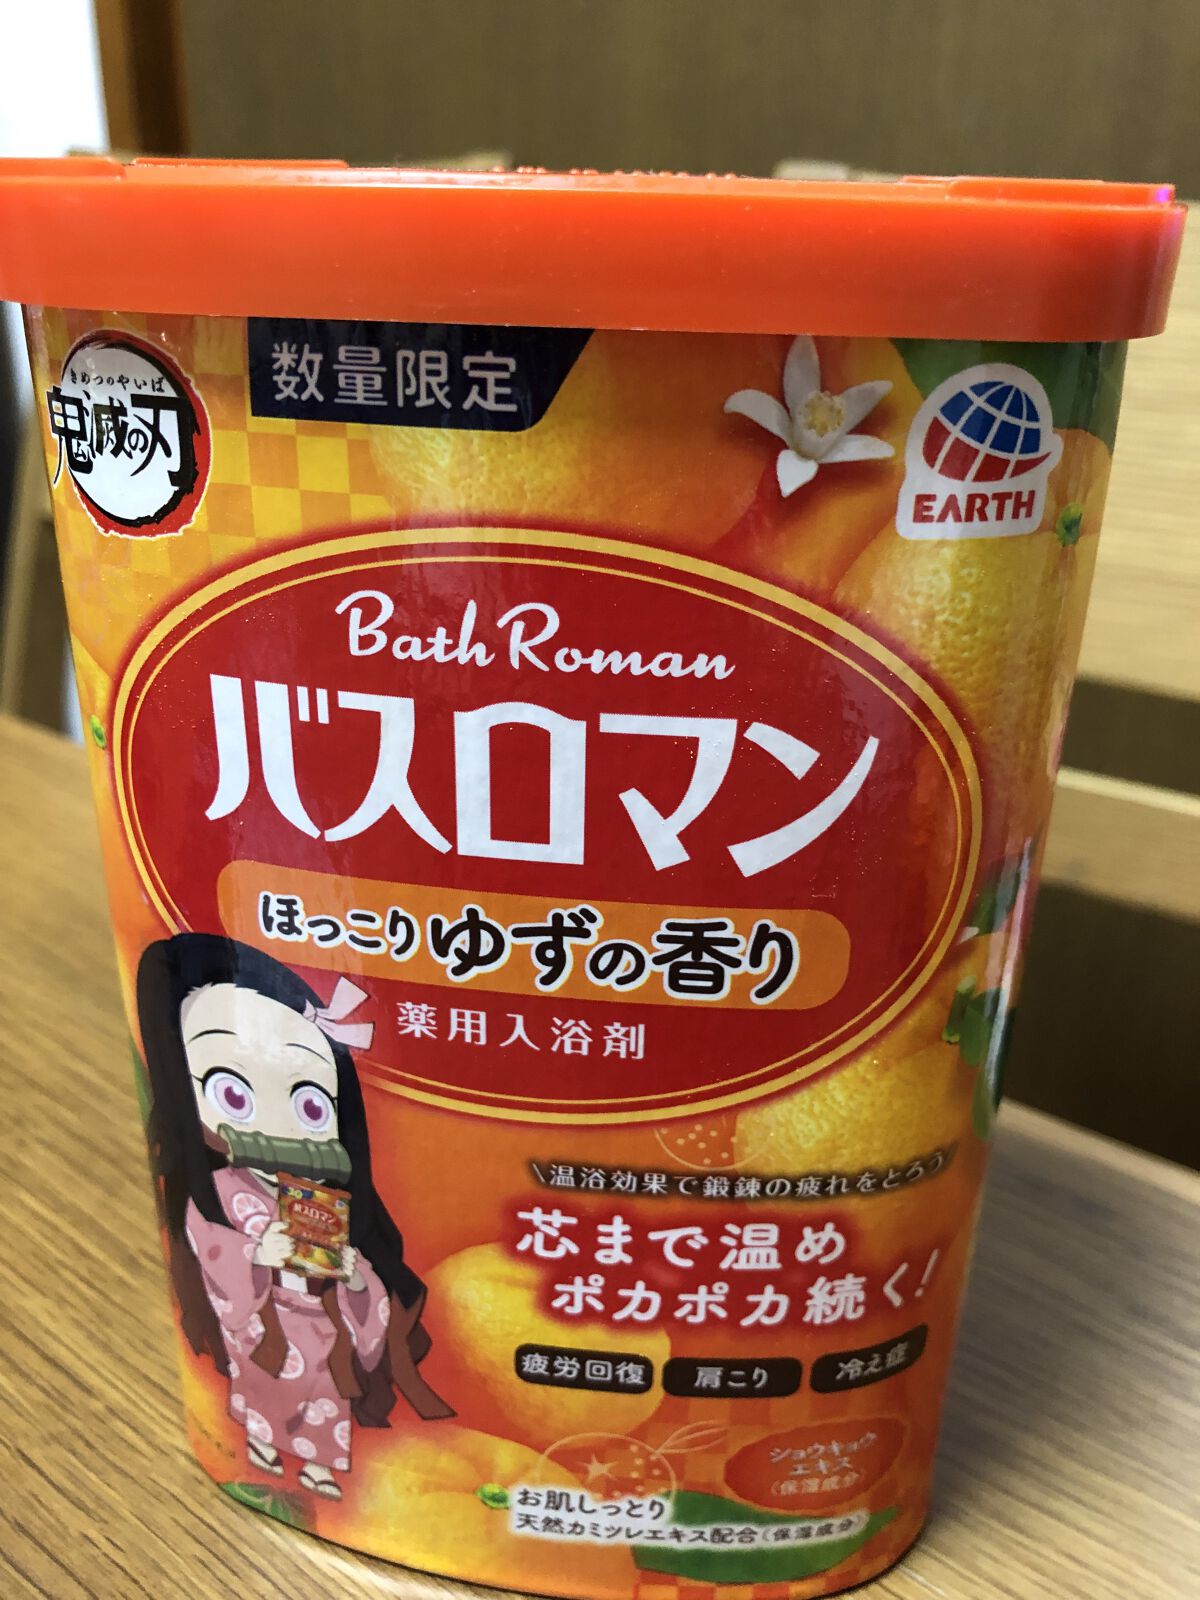 きめつのやいば
鬼滅の刃
数量限定
EARTH
Bath Roman
バスロマン
ほっこりゆずの香り
薬用入浴剤
バスロマン
\温浴効果で鍛錬の疲れをとろう/
芯まで温め
ポカポカ続く!
疲労回復 肩こり 冷え症
ショウキョウ
エキス
(保湿成分)
お肌しっとり
天然カミツレエキス配合(保湿成分)